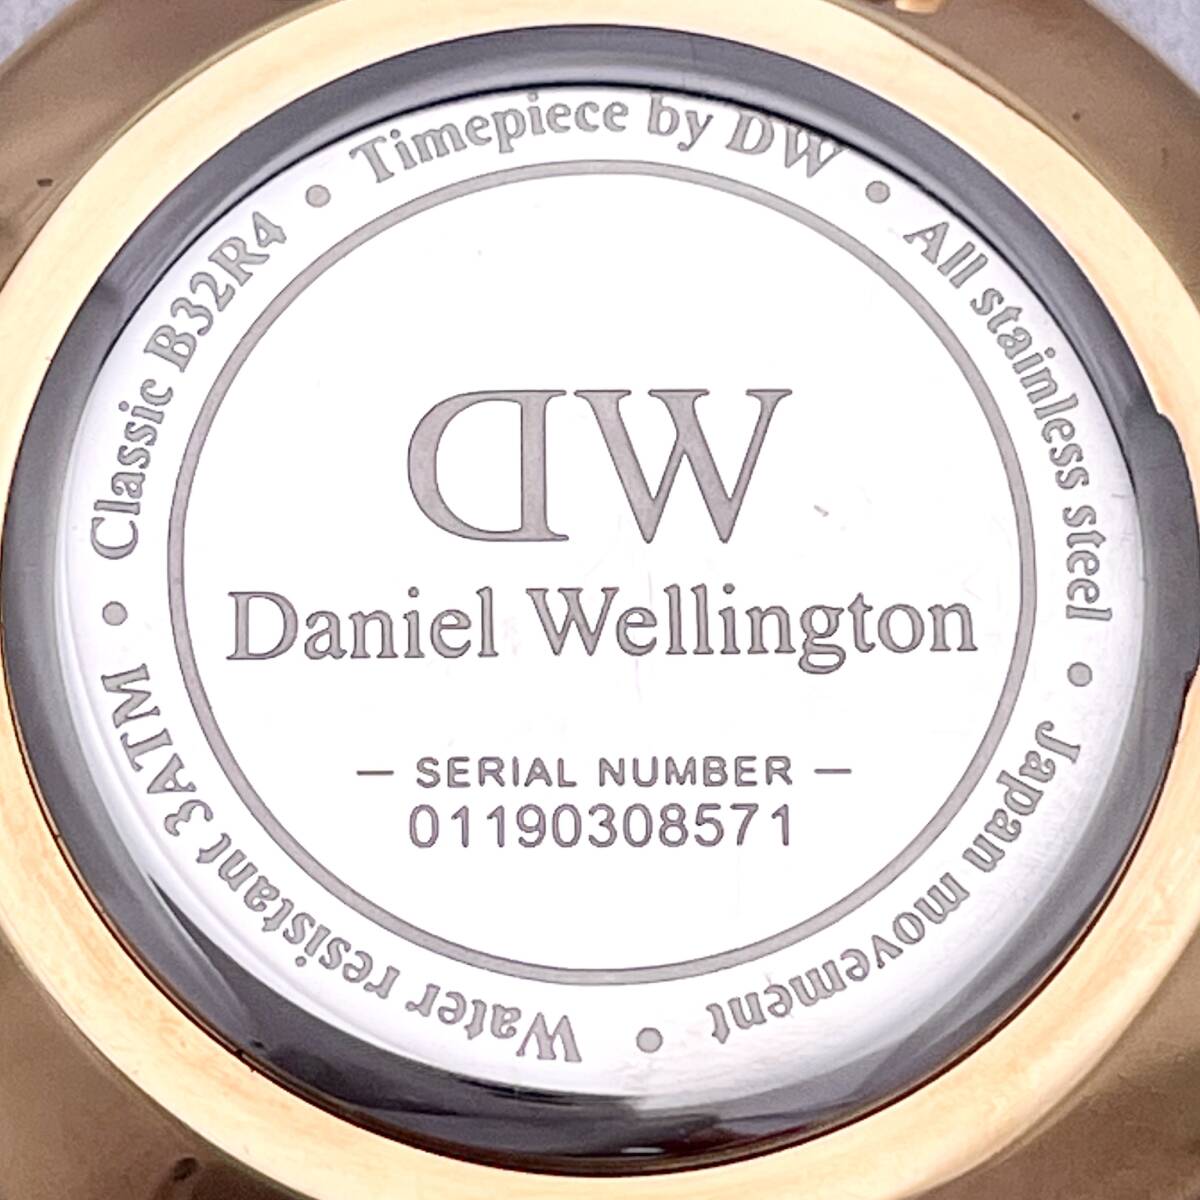 Timepiece by DW • All stainless steel • Japan movement • Water resistant 3ATM • Classic B32R4 •
DW
Daniel Wellington
— SERIAL NUMBER —
01190308571